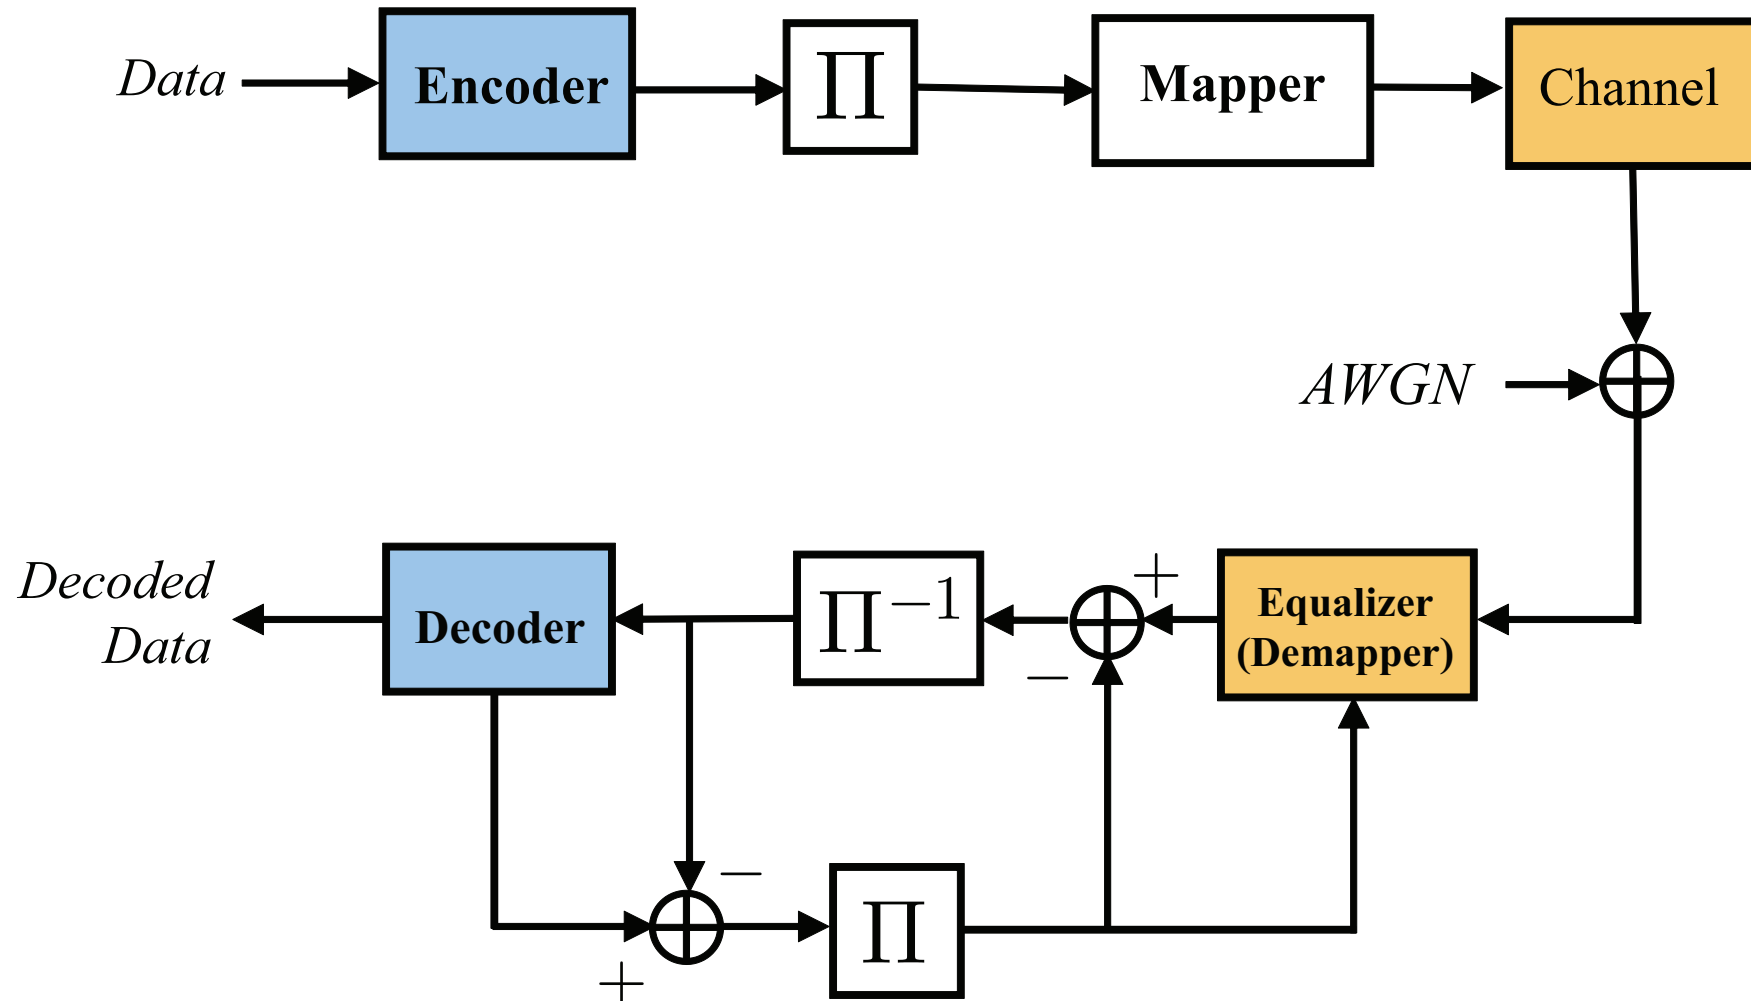 Data
Encoder
Π
Mapper
Channel
AWGN
Decoded
Data
Decoder
Π⁻¹
+
−
Equalizer
(Demapper)
−
+
Π